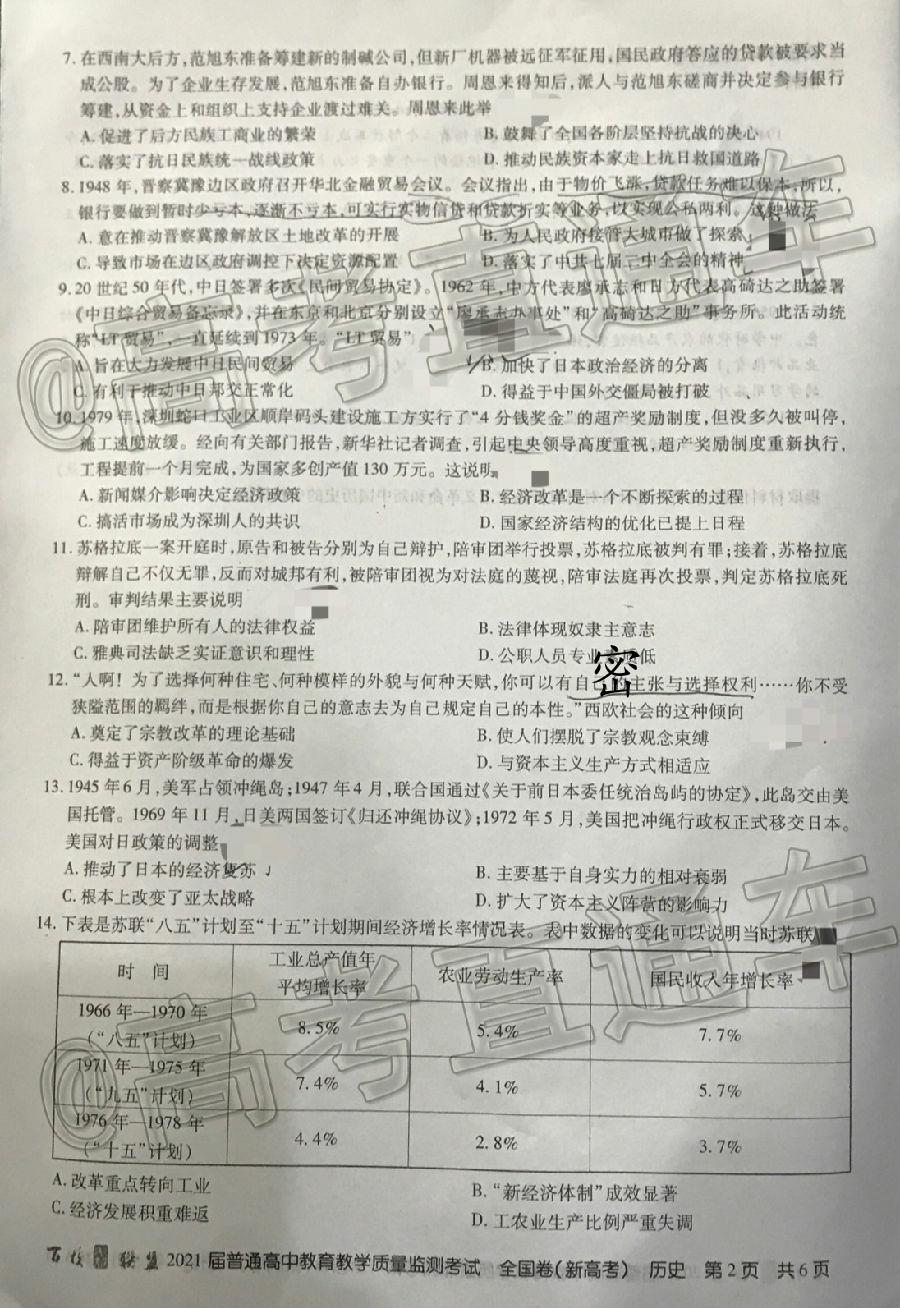 7. 在西南大后方,范旭东准备筹建新的制碱公司,但新厂机器被远征军征用,国民政府答应的贷款被要求当
成公股。为了企业生存发展,范旭东准备自办银行。周恩来得知后,派人与范旭东磋商并决定参与银行
筹建,从资金上和组织上支持企业渡过难关。周恩来此举
A. 促进了后方民族工商业的繁荣 B. 鼓舞了全国各阶层坚持抗战的决心
C. 落实了抗日民族统一战线政策 D. 推动民族资本家走上抗日救国道路
8. 1948 年,晋察冀豫边区政府召开华北金融贸易会议。会议指出,由于物价飞涨,贷款任务难以保本,所以,
银行要做到暂时少亏本,逐渐不亏本,可实行实物信贷和贷款折实等业务,以实现公私两利。这种做法
A. 意在推动晋察冀豫解放区土地改革的开展 B. 为人民政府接管大城市做了探索
C. 导致市场在边区政府调控下决定资源配置 D. 落实了中共七届二中全会的精神
9. 20 世纪 50 年代,中日签署多次《民间贸易协定》。1962 年,中方代表廖承志和日方代表高碕达之助签署
《中日综合贸易备忘录》,并在东京和北京分别设立“廖承志办事处”和“高碕达之助”事务所。此活动统
称“LT 贸易”,一直延续到 1973 年。“LT 贸易”
A. 旨在大力发展中日民间贸易 B. 加快了日本政治经济的分离
C. 有利于推动中日邦交正常化 D. 得益于中国外交僵局被打破
10. 1979 年,深圳蛇口工业区顺岸码头建设施工方实行了“4 分钱奖金”的超产奖励制度,但没多久被叫停,
施工速度放缓。经向有关部门报告,新华社记者调查,引起中央领导高度重视,超产奖励制度重新执行,
工程提前一个月完成,为国家多创产值 130 万元。这说明
A. 新闻媒介影响决定经济政策 B. 经济改革是一个不断探索的过程
C. 搞活市场成为深圳人的共识 D. 国家经济结构的优化已提上日程
11. 苏格拉底一案开庭时,原告和被告分别为自己辩护,陪审团举行投票,苏格拉底被判有罪;接着,苏格拉底
辩解自己不仅无罪,反而对城邦有利,被陪审团视为对法庭的蔑视,陪审法庭再次投票,判定苏格拉底死
刑。审判结果主要说明
A. 陪审团维护所有人的法律权益 B. 法律体现奴隶主意志
C. 雅典司法缺乏实证意识和理性 D. 公职人员专业 低
密
12. “人啊!为了选择何种住宅、何种模样的外貌与何种天赋,你可以有自己的主张与选择权利……你不受
狭隘范围的羁绊,而是根据你自己的意志去为自己规定自己的本性。”西欧社会的这种倾向
A. 奠定了宗教改革的理论基础 B. 使人们摆脱了宗教观念束缚
C. 得益于资产阶级革命的爆发 D. 与资本主义生产方式相适应
13. 1945 年 6 月,美军占领冲绳岛;1947 年 4 月,联合国通过《关于前日本委任统治岛屿的协定》,此岛交由美
国托管。1969 年 11 月,日美两国签订《归还冲绳协议》;1972 年 5 月,美国把冲绳行政权正式移交日本。
美国对日政策的调整
A. 推动了日本的经济复苏 B. 主要基于自身实力的相对衰弱
C. 根本上改变了亚太战略 D. 扩大了资本主义阵营的影响力
14. 下表是苏联“八五”计划至“十五”计划期间经济增长率情况表。表中数据的变化可以说明当时苏联
时 间 工业总产值年平均增长率 农业劳动生产率 国民收入年增长率
1966 年—1970 年(“八五”计划) 8.5% 5.4% 7.7%
1971 年—1975 年(“九五”计划) 7.4% 4.1% 5.7%
1976 年—1978 年(“十五”计划) 4.4% 2.8% 3.7%
A. 改革重点转向工业 B. “新经济体制”成效显著
C. 经济发展积重难返 D. 工农业生产比例严重失调
百校 联盟 2021 届普通高中教育教学质量监测考试 全国卷(新高考) 历史 第 2 页 共 6 页
@高考直通车
@高考直通车